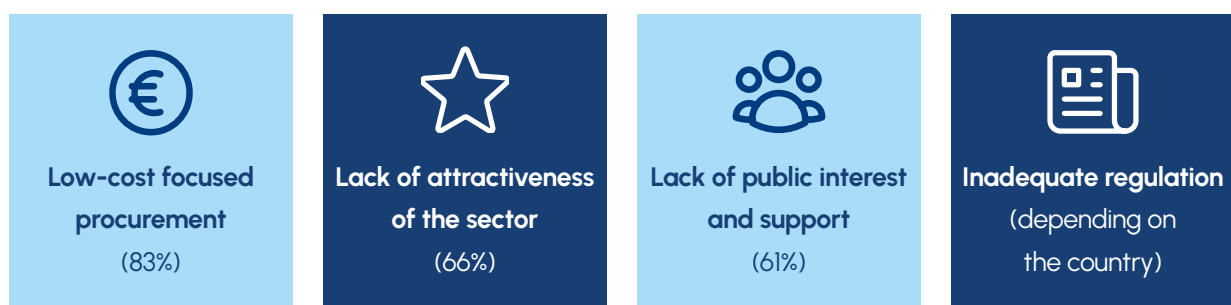 Low-cost focused
procurement
(83%)
Lack of attractiveness
of the sector
(66%)
Lack of public interest
and support
(61%)
Inadequate regulation
(depending on
the country)